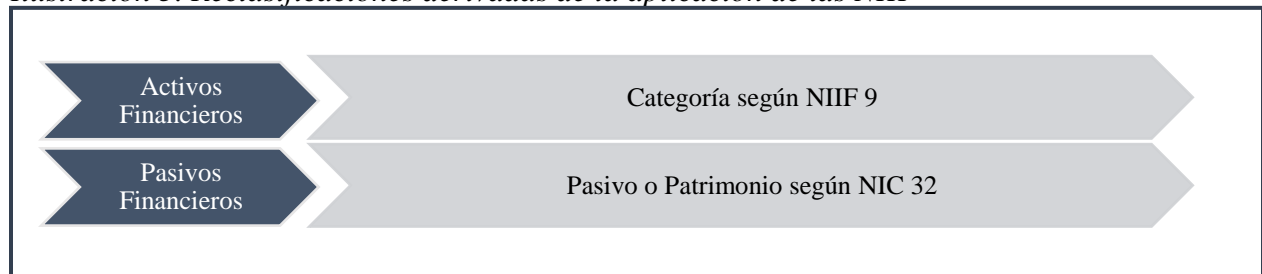 Activos
Financieros
Categoría según NIIF 9
Pasivos
Financieros
Pasivo o Patrimonio según NIC 32